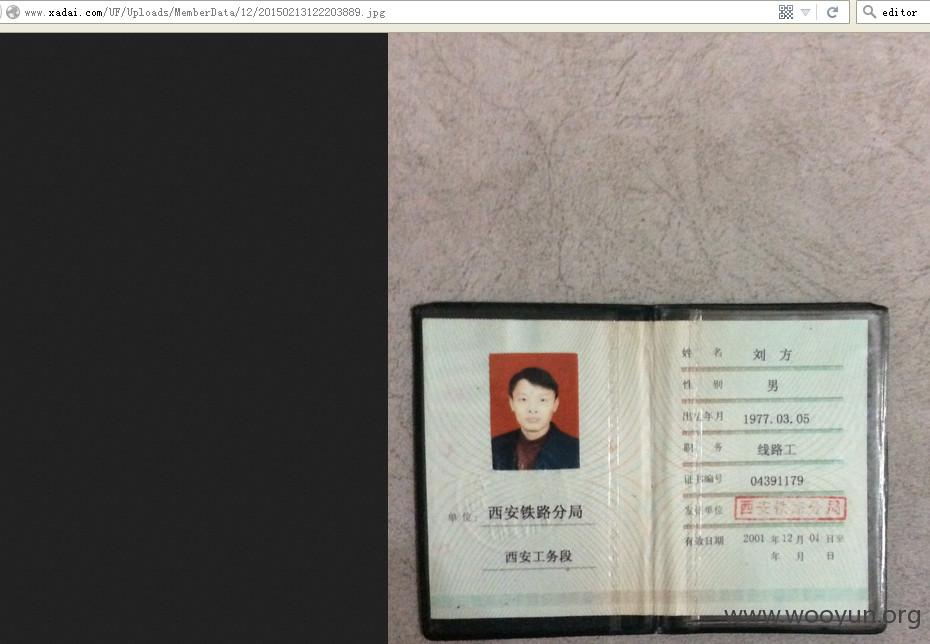 www.xadai.com/UF/Uploads/MemberData/12/20150213122203889.jpg
editor
单位：西安铁路分局
西安工务段
姓 名 刘 方
性 别 男
出生年月 1977.03.05
职 务 线路工
证书编号 04391179
发证单位 西安铁路分局
有效日期 2001 年 12 月 04 日至
年 月 日
www.wooyun.org